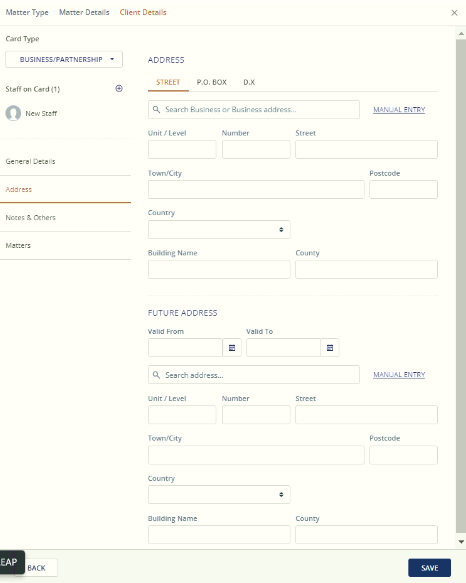 Matter Type Matter Details Client Details ×
Card Type
BUSINESS/PARTNERSHIP
Staff on Card (1)
New Staff
General Details
Address
Notes & Others
Matters
ADDRESS
STREET P.O. BOX D.X
Search Business or Business address... MANUAL ENTRY
Unit / Level Number Street
Town/City Postcode
Country
Building Name County
FUTURE ADDRESS
Valid From Valid To
Search address... MANUAL ENTRY
Unit / Level Number Street
Town/City Postcode
Country
Building Name County
EAP BACK SAVE